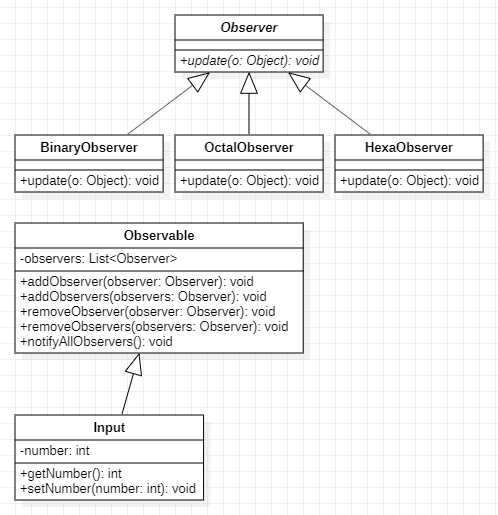 Observer
+update(o: Object): void
BinaryObserver
+update(o: Object): void
OctalObserver
+update(o: Object): void
HexaObserver
+update(o: Object): void
Observable
-observers: List<Observer>
+addObserver(observer: Observer): void
+addObservers(observers: Observer): void
+removeObserver(observer: Observer): void
+removeObservers(observers: Observer): void
+notifyAllObservers(): void
Input
-number: int
+getNumber(): int
+setNumber(number: int): void